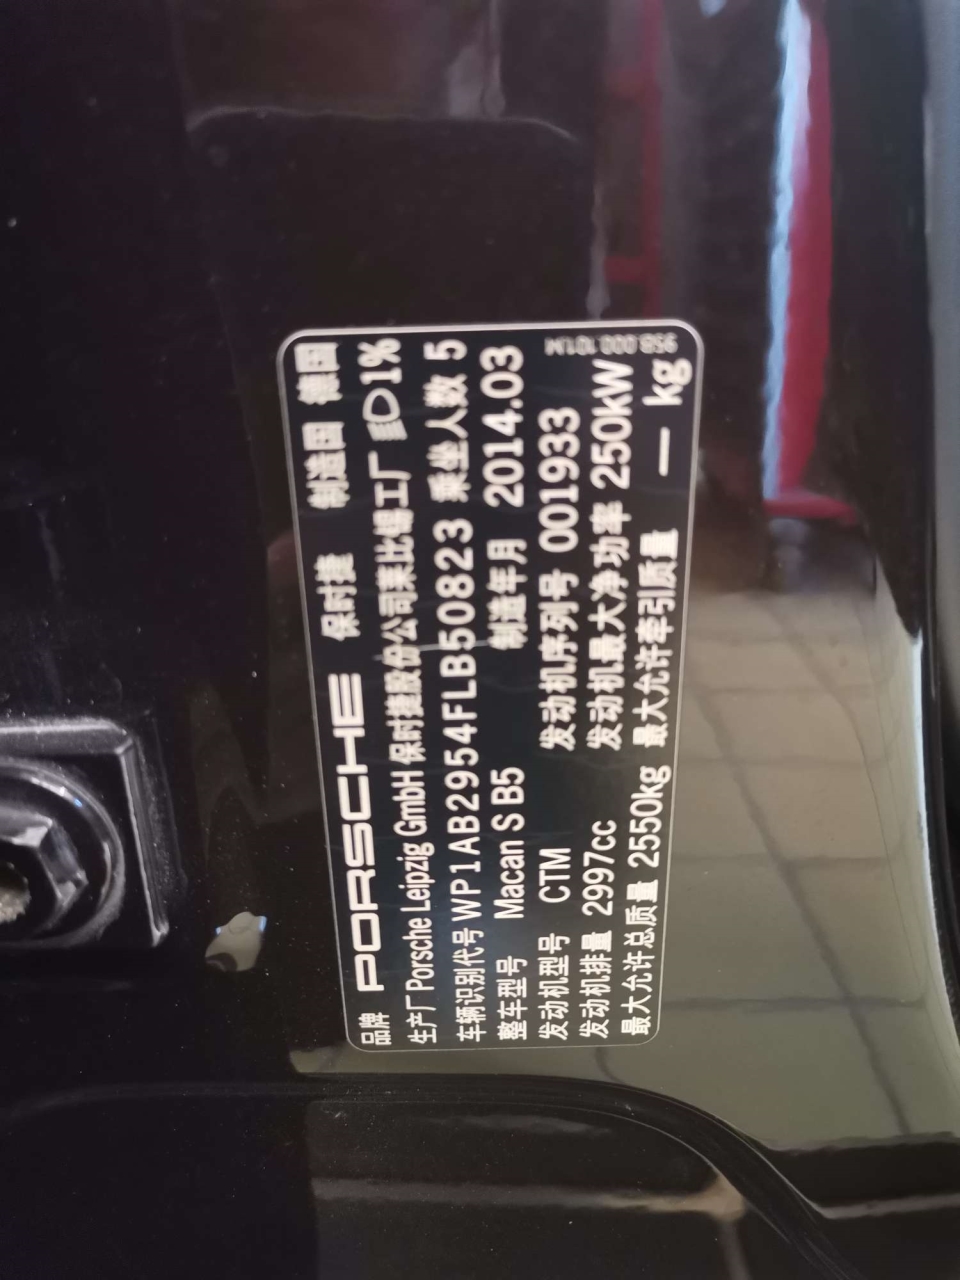 品牌 PORSCHE 保时捷 制造国 德国
生产厂 Porsche Leipzig GmbH 保时捷股份公司莱比锡工厂 1%
车辆识别代号 WP1AB2954FLB50823 乘坐人数 5
整车型号 Macan S B5 制造年月 2014.03
发动机型号 CTM 发动机序列号 001933
发动机排量 2997cc 发动机最大净功率 250kW
最大允许总质量 2550kg 最大允许牵引质量 — kg
95B.000.101.M